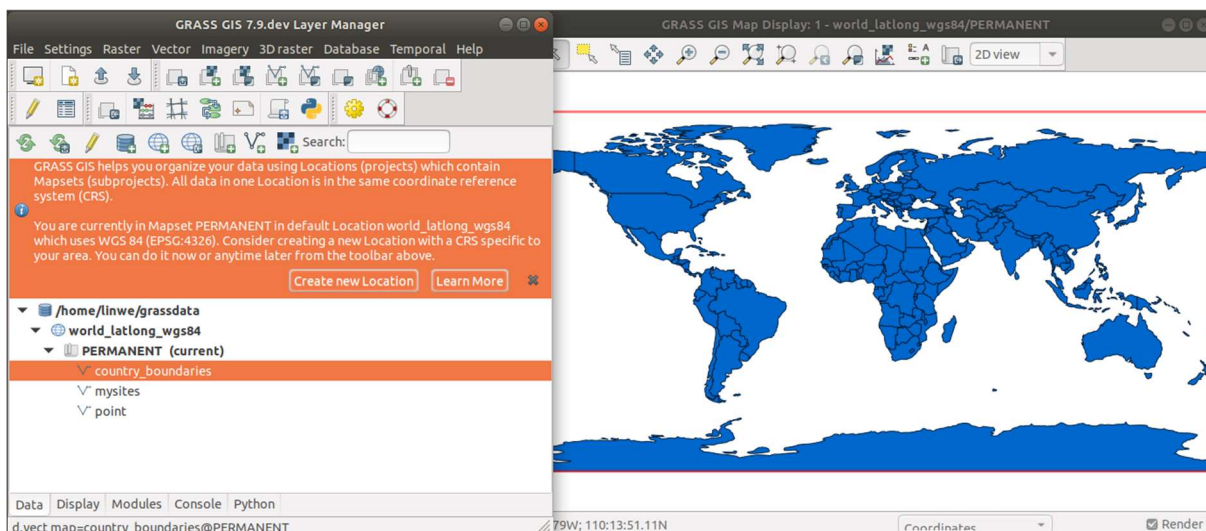 GRASS GIS 7.9.dev Layer Manager
File Settings Raster Vector Imagery 3D raster Database Temporal Help
Search:
GRASS GIS helps you organize your data using Locations (projects) which contain
Mapsets (subprojects). All data in one Location is in the same coordinate reference
system (CRS).
You are currently in Mapset PERMANENT in default Location world_latlong_wgs84
which uses WGS 84 (EPSG:4326). Consider creating a new Location with a CRS specific to
your area. You can do it now or anytime later from the toolbar above.
Create new Location Learn More
/home/linwe/grassdata
world_latlong_wgs84
PERMANENT (current)
country_boundaries
mysites
point
Data Display Modules Console Python
d.vect map=country_boundaries@PERMANENT
GRASS GIS Map Display: 1 - world_latlong_wgs84/PERMANENT
2D view
79W; 110:13:51.11N
Coordinates
Render